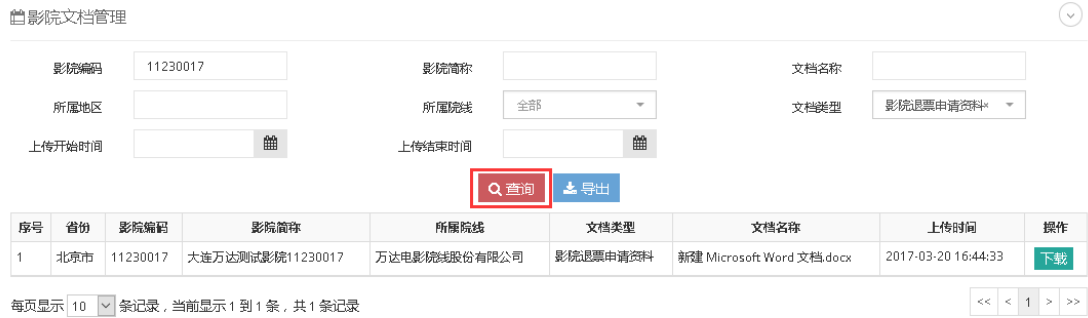 影院文档管理
影院编码 11230017 影院简称 文档名称
所属地区 所属院线 全部 文档类型 影院退票申请资料×
上传开始时间 上传结束时间
查询 导出
序号 省份 影院编码 影院简称 所属院线 文档类型 文档名称 上传时间 操作
1 北京市 11230017 大连万达测试影院11230017 万达电影院线股份有限公司 影院退票申请资料 新建 Microsoft Word 文档.docx 2017-03-20 16:44:33 下载
每页显示 10 条记录，当前显示 1 到 1 条，共 1 条记录 << < 1 > >>